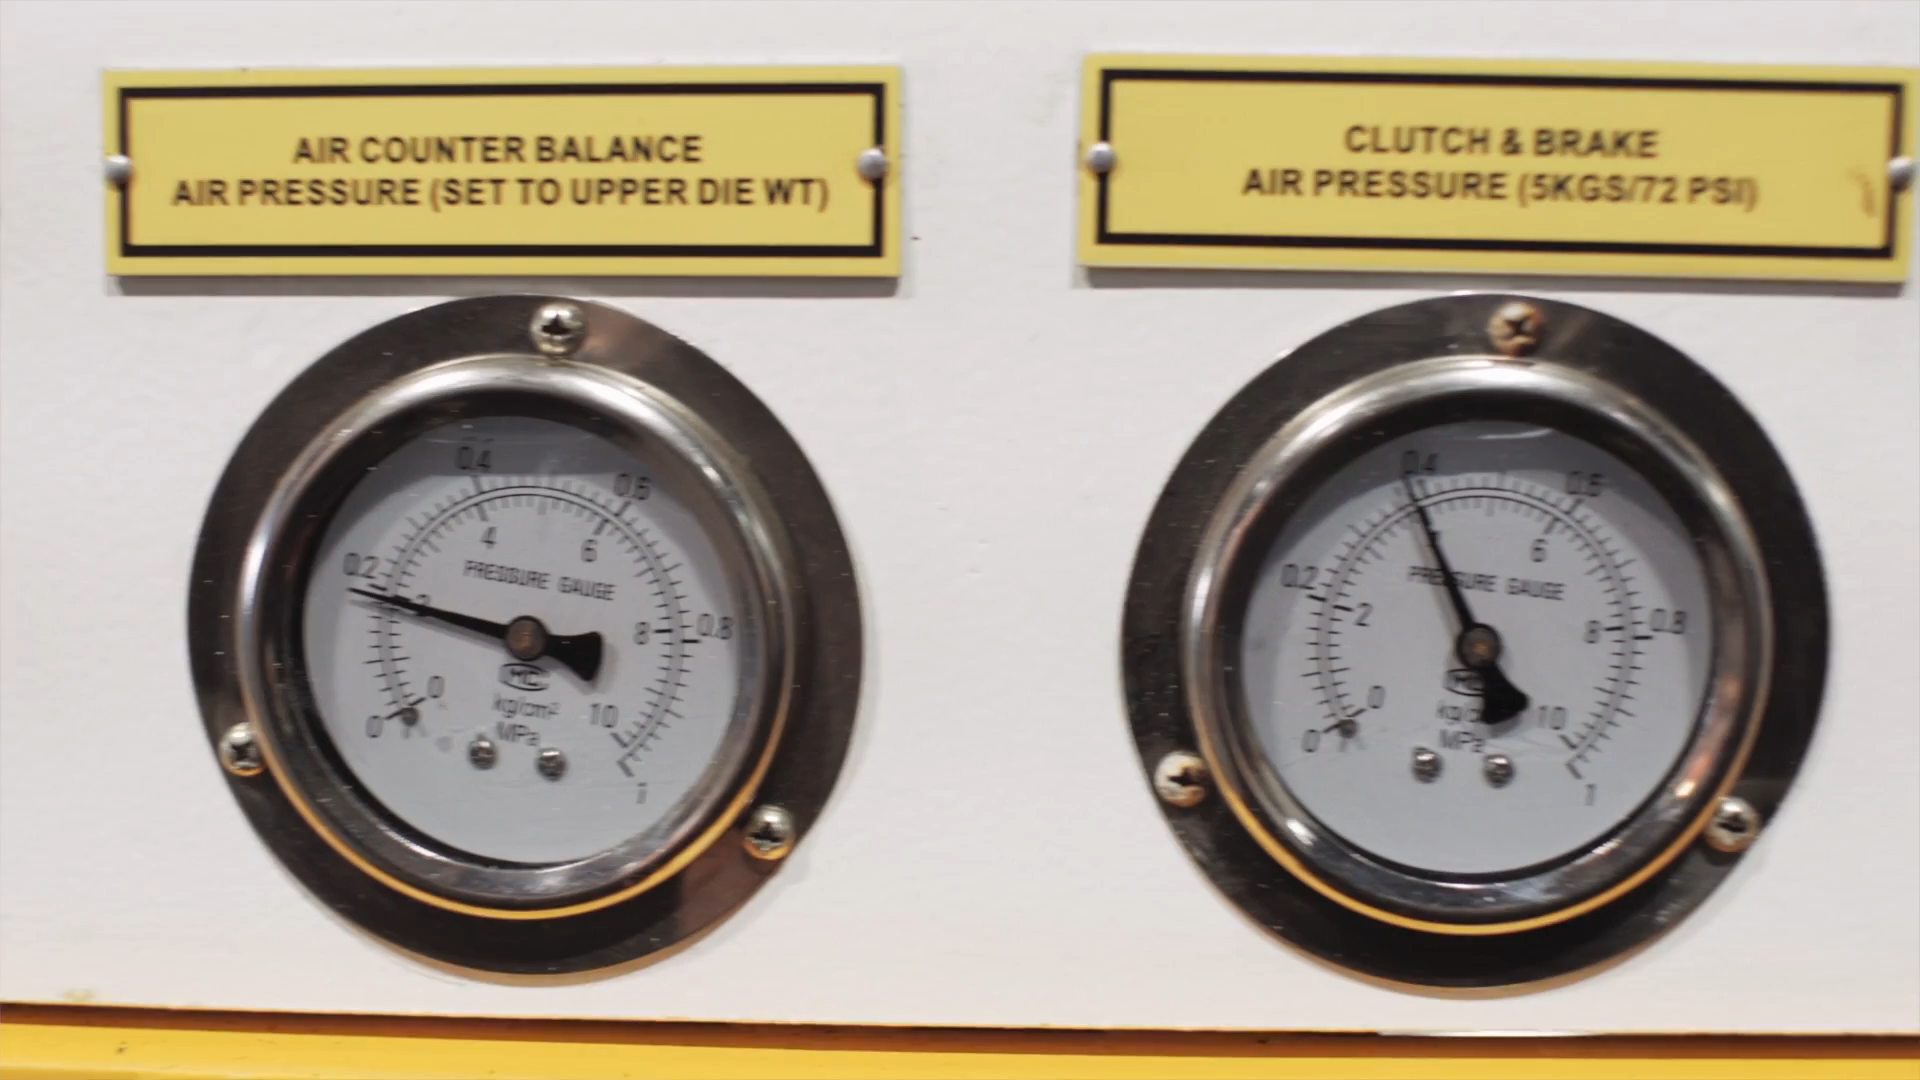 AIR COUNTER BALANCE
AIR PRESSURE (SET TO UPPER DIE WT)
CLUTCH & BRAKE
AIR PRESSURE (5KGS/72 PSI)
0.4
0.6
4
6
0.2
PRESSURE GAUGE
2
8
0.8
0
kg/cm²
10
0
MPa
1
0.4
0.6
6
0.2
PRESSURE GAUGE
2
8
0.8
0
10
0
MPa
1